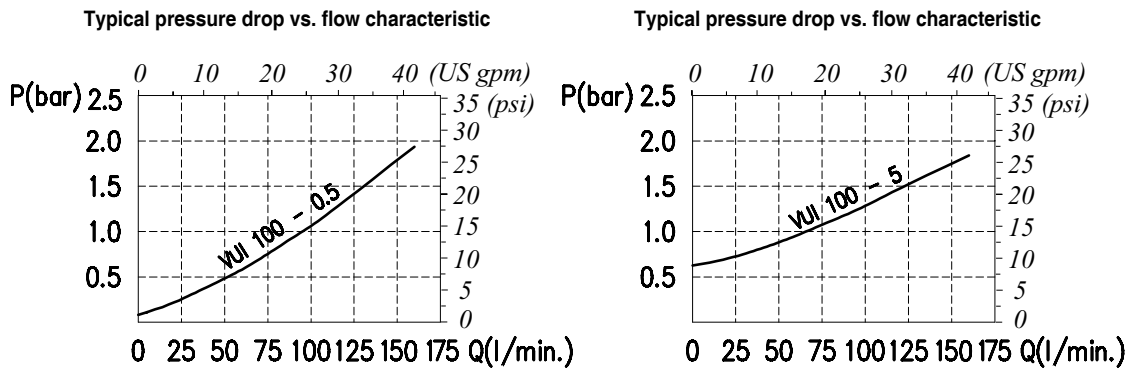 Typical pressure drop vs. flow characteristic
0 10 20 30 40 (US gpm)
P(bar) 2.5
2.0
1.5
1.0
0.5
35 (psi)
30
25
20
15
10
5
0
VUI 100 - 0.5
0 25 50 75 100 125 150 175 Q(l/min.)
Typical pressure drop vs. flow characteristic
0 10 20 30 40 (US gpm)
P(bar) 2.5
2.0
1.5
1.0
0.5
35 (psi)
30
25
20
15
10
5
0
VUI 100 - 5
0 25 50 75 100 125 150 175 Q(l/min.)